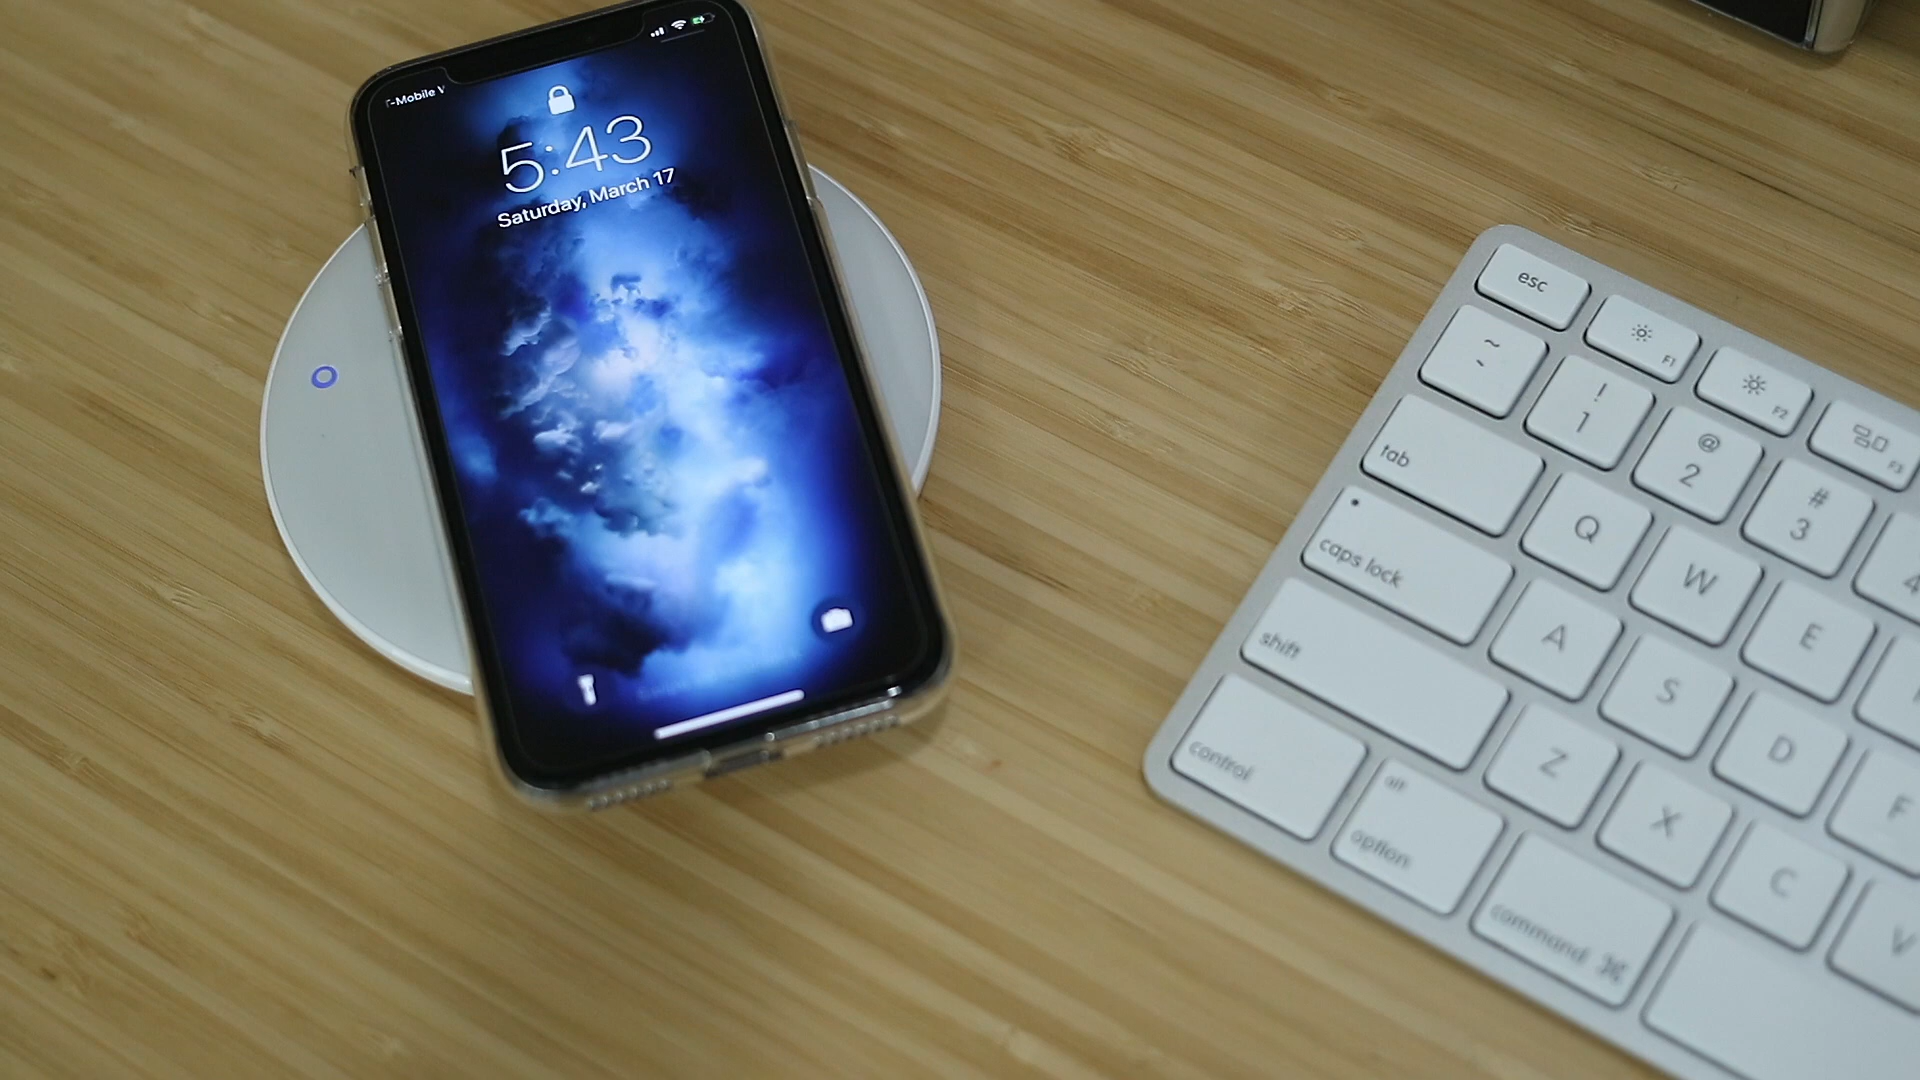 T-Mobile
5:43
Saturday, March 17
esc
F1
F2
F3
~
`
!
1
@
2
#
3
4
tab
Q
W
E
caps lock
A
S
D
F
shift
Z
X
C
V
control
alt
option
command ⌘